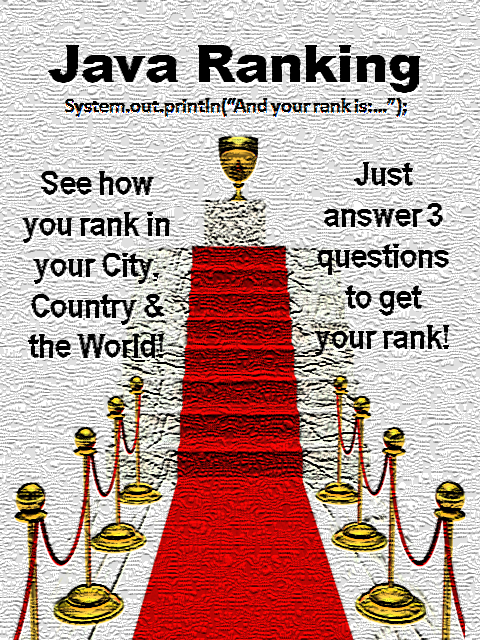 Java Ranking
System.out.println("And your rank is:...");
See how
you rank in
your City,
Country &
the World!
Just
answer 3
questions
to get
your rank!